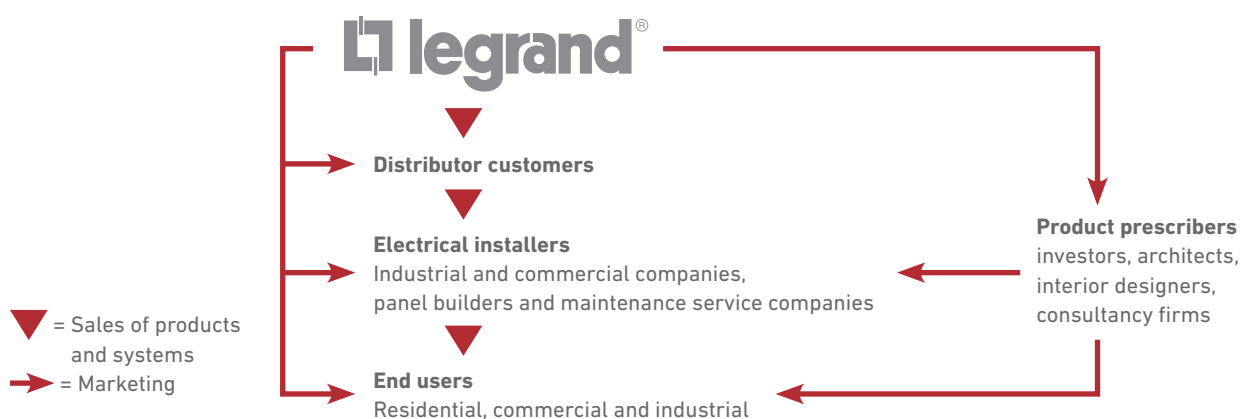 legrand®
Distributor customers
Electrical installers
Industrial and commercial companies,
panel builders and maintenance service companies
End users
Residential, commercial and industrial
Product prescribers
investors, architects,
interior designers,
consultancy firms
= Sales of products
and systems
= Marketing